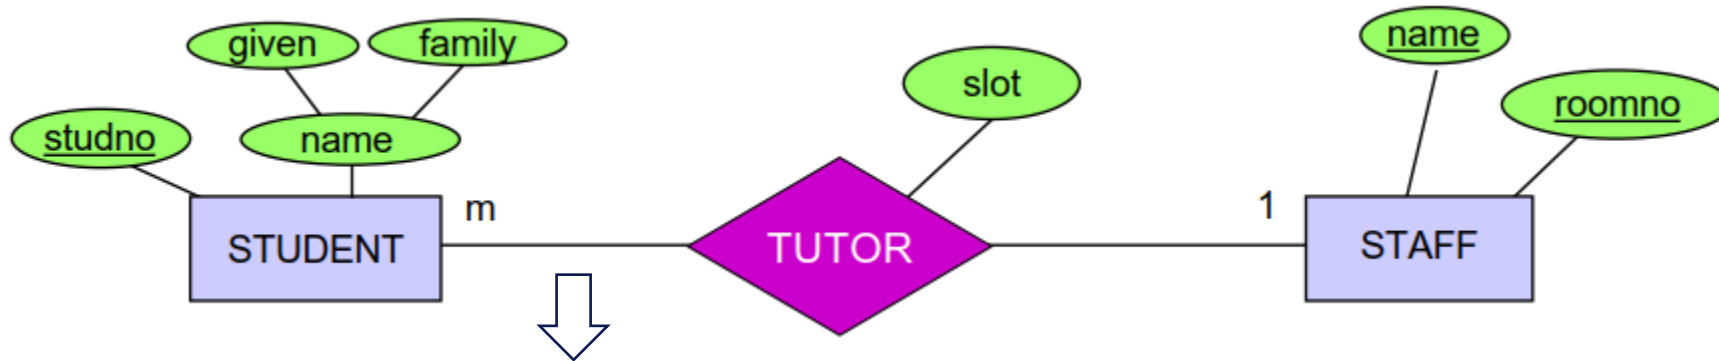 given family
name
slot
studno
name
roomno
m
1
STUDENT
TUTOR
STAFF